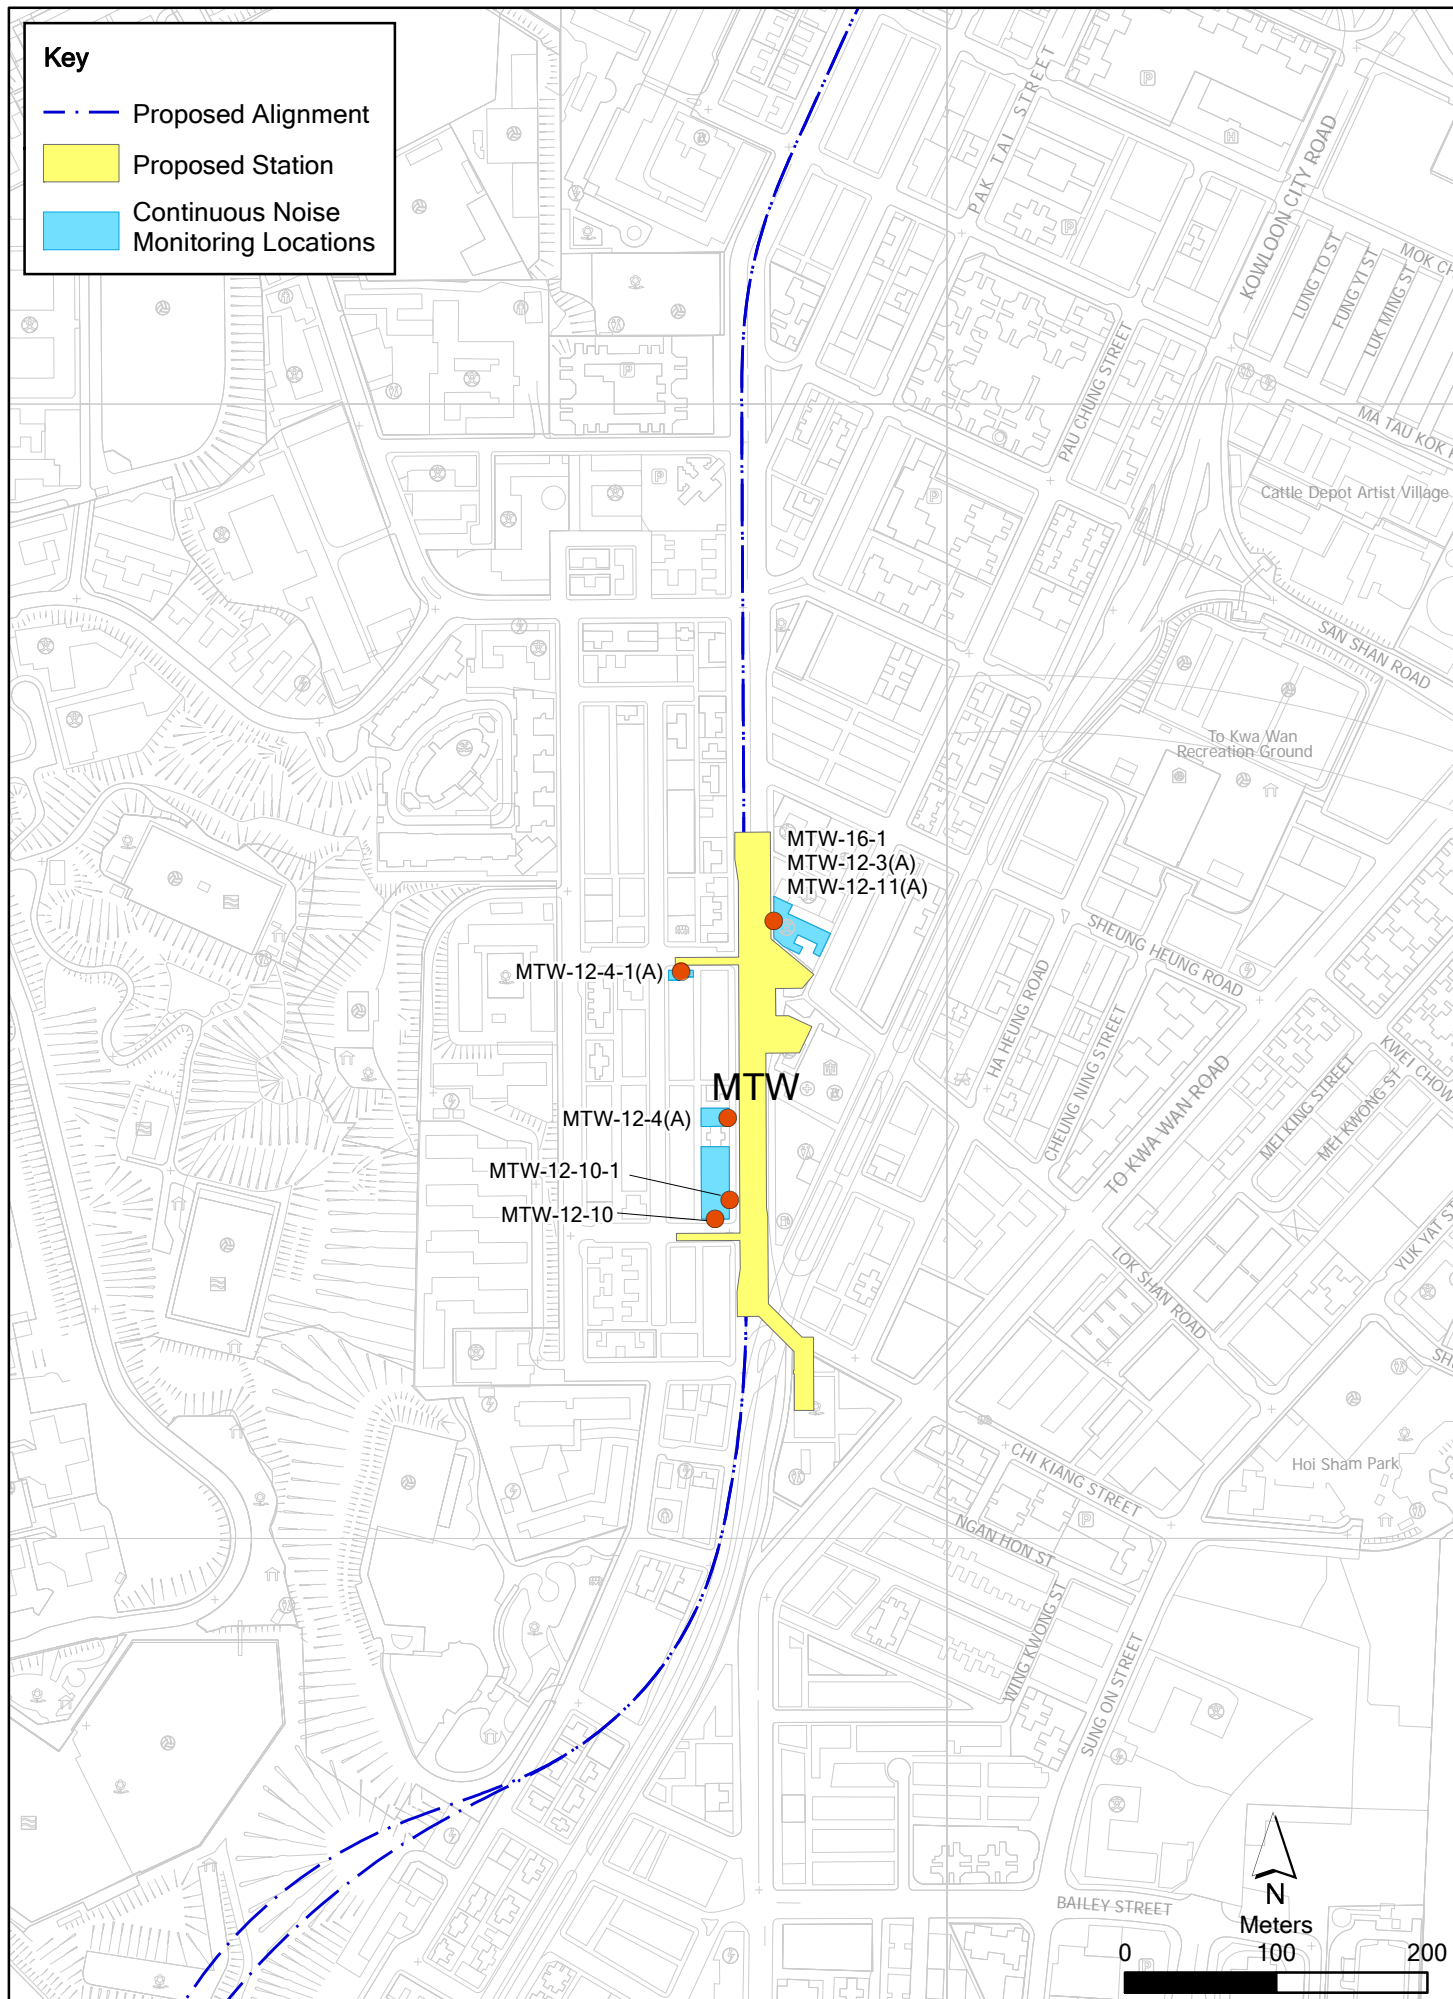 Key
Proposed Alignment
Proposed Station
Continuous Noise
Monitoring Locations
PAK TAI STREET
KOWLOON CITY ROAD
LUNG TO ST
FUNG YI ST
LUK MING ST
MOK CH
PAU CHUNG STREET
MA TAU KOK
Cattle Depot Artist Village
SAN SHAN ROAD
To Kwa Wan
Recreation Ground
MTW-16-1
MTW-12-3(A)
MTW-12-11(A)
MTW-12-4-1(A)
SHEUNG HEUNG ROAD
HA HEUNG ROAD
CHEUNG NING STREET
TO KWA WAN ROAD
MEI KING STREET
MEI KWONG ST
KWEI CHOW
MTW
MTW-12-4(A)
MTW-12-10-1
MTW-12-10
YUK YAT ST
LOK SHAN ROAD
SH
Hoi Sham Park
CHI KIANG STREET
NGAN HON ST
WING KWONG ST
SUNG ON STREET
BAILEY STREET
N
Meters
0 100 200